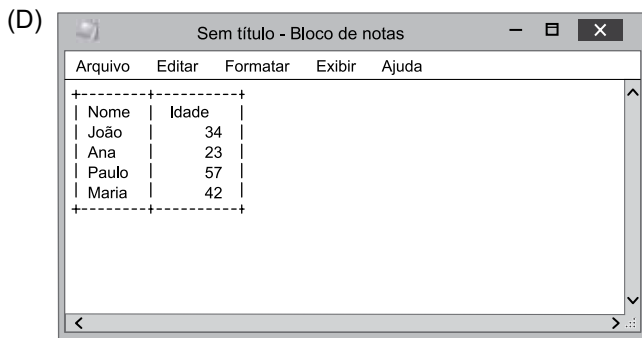 (D)
Sem título - Bloco de notas
Arquivo Editar Formatar Exibir Ajuda
+--------+----------+
| Nome | Idade |
| João | 34 |
| Ana | 23 |
| Paulo | 57 |
| Maria | 42 |
+--------+----------+